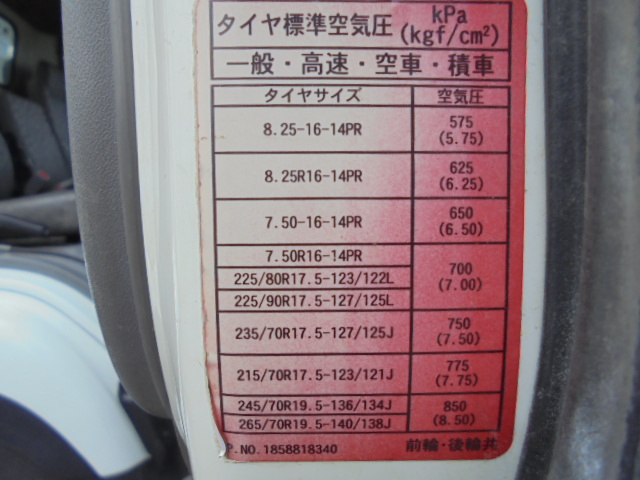 タイヤ標準空気圧 kPa
(kgf/cm²)
一般・高速・空車・積車
タイヤサイズ 空気圧
8.25-16-14PR 575
(5.75)
8.25R16-14PR 625
(6.25)
7.50-16-14PR 650
(6.50)
7.50R16-14PR
225/80R17.5-123/122L 700
(7.00)
225/90R17.5-127/125L
235/70R17.5-127/125J 750
(7.50)
215/70R17.5-123/121J 775
(7.75)
245/70R19.5-136/134J 850
(8.50)
265/70R19.5-140/138J
P.NO.1858818340 前輪・後輪共